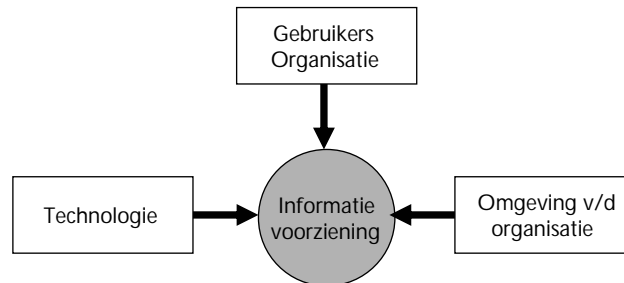 Gebruikers
Organisatie
Technologie
Informatie
voorziening
Omgeving v/d
organisatie